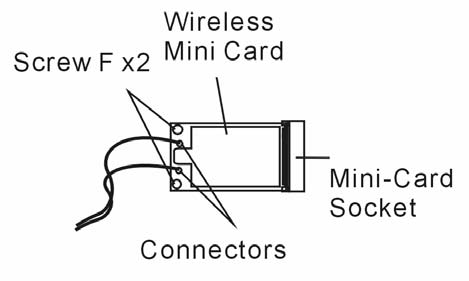 Wireless
Mini Card
Screw F x2
Mini-Card
Socket
Connectors